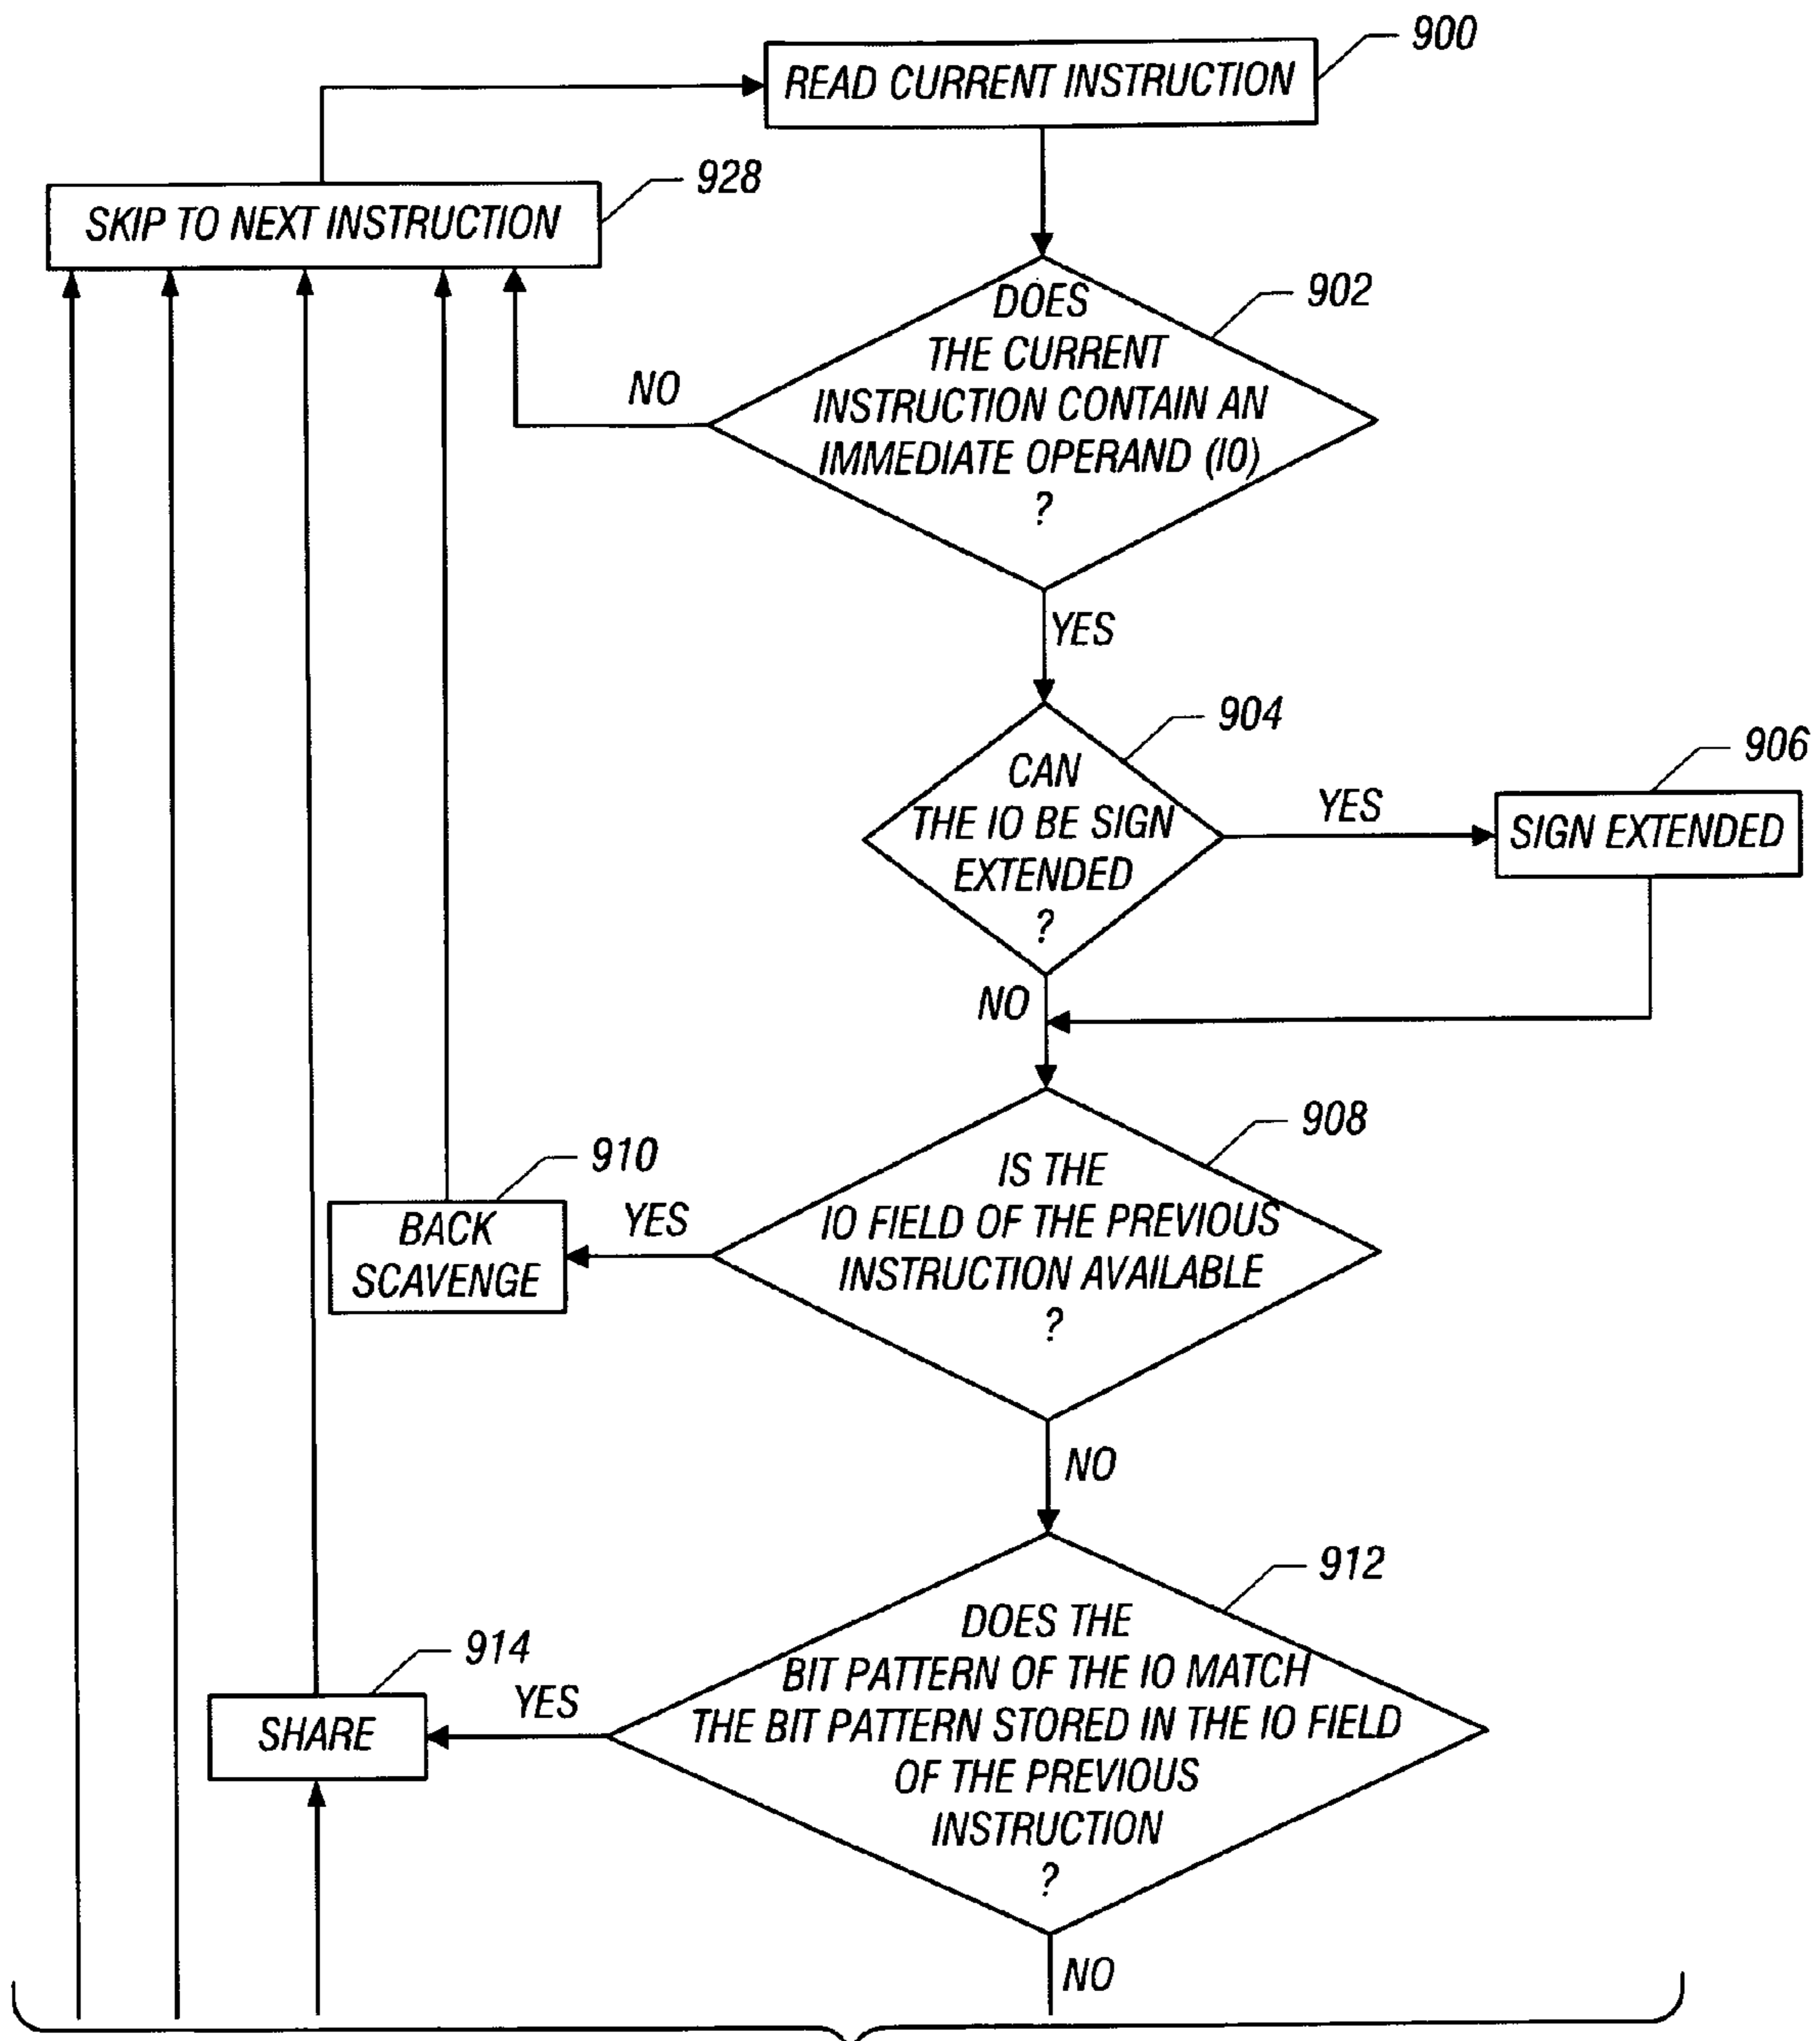 900
READ CURRENT INSTRUCTION
928
SKIP TO NEXT INSTRUCTION
902
DOES
THE CURRENT
INSTRUCTION CONTAIN AN
IMMEDIATE OPERAND (IO)
?
NO
YES
904
CAN
THE IO BE SIGN
EXTENDED
?
YES
906
SIGN EXTENDED
NO
908
IS THE
IO FIELD OF THE PREVIOUS
INSTRUCTION AVAILABLE
?
YES
910
BACK
SCAVENGE
NO
912
DOES THE
BIT PATTERN OF THE IO MATCH
THE BIT PATTERN STORED IN THE IO FIELD
OF THE PREVIOUS
INSTRUCTION
?
YES
914
SHARE
NO